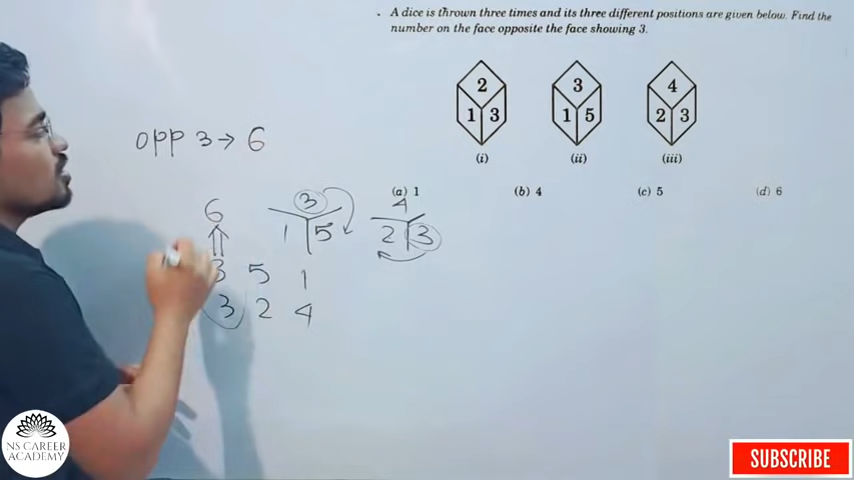 . A dice is thrown three times and its three different positions are given below. Find the
number on the face opposite the face showing 3.
2
1 3
(i)
3
1 5
(ii)
4
2 3
(iii)
(a) 1 (b) 4 (c) 5 (d) 6
opp 3 → 6
3
1 5
4
2 3
6
3 5 1
3 2 4
NS CAREER
ACADEMY
SUBSCRIBE